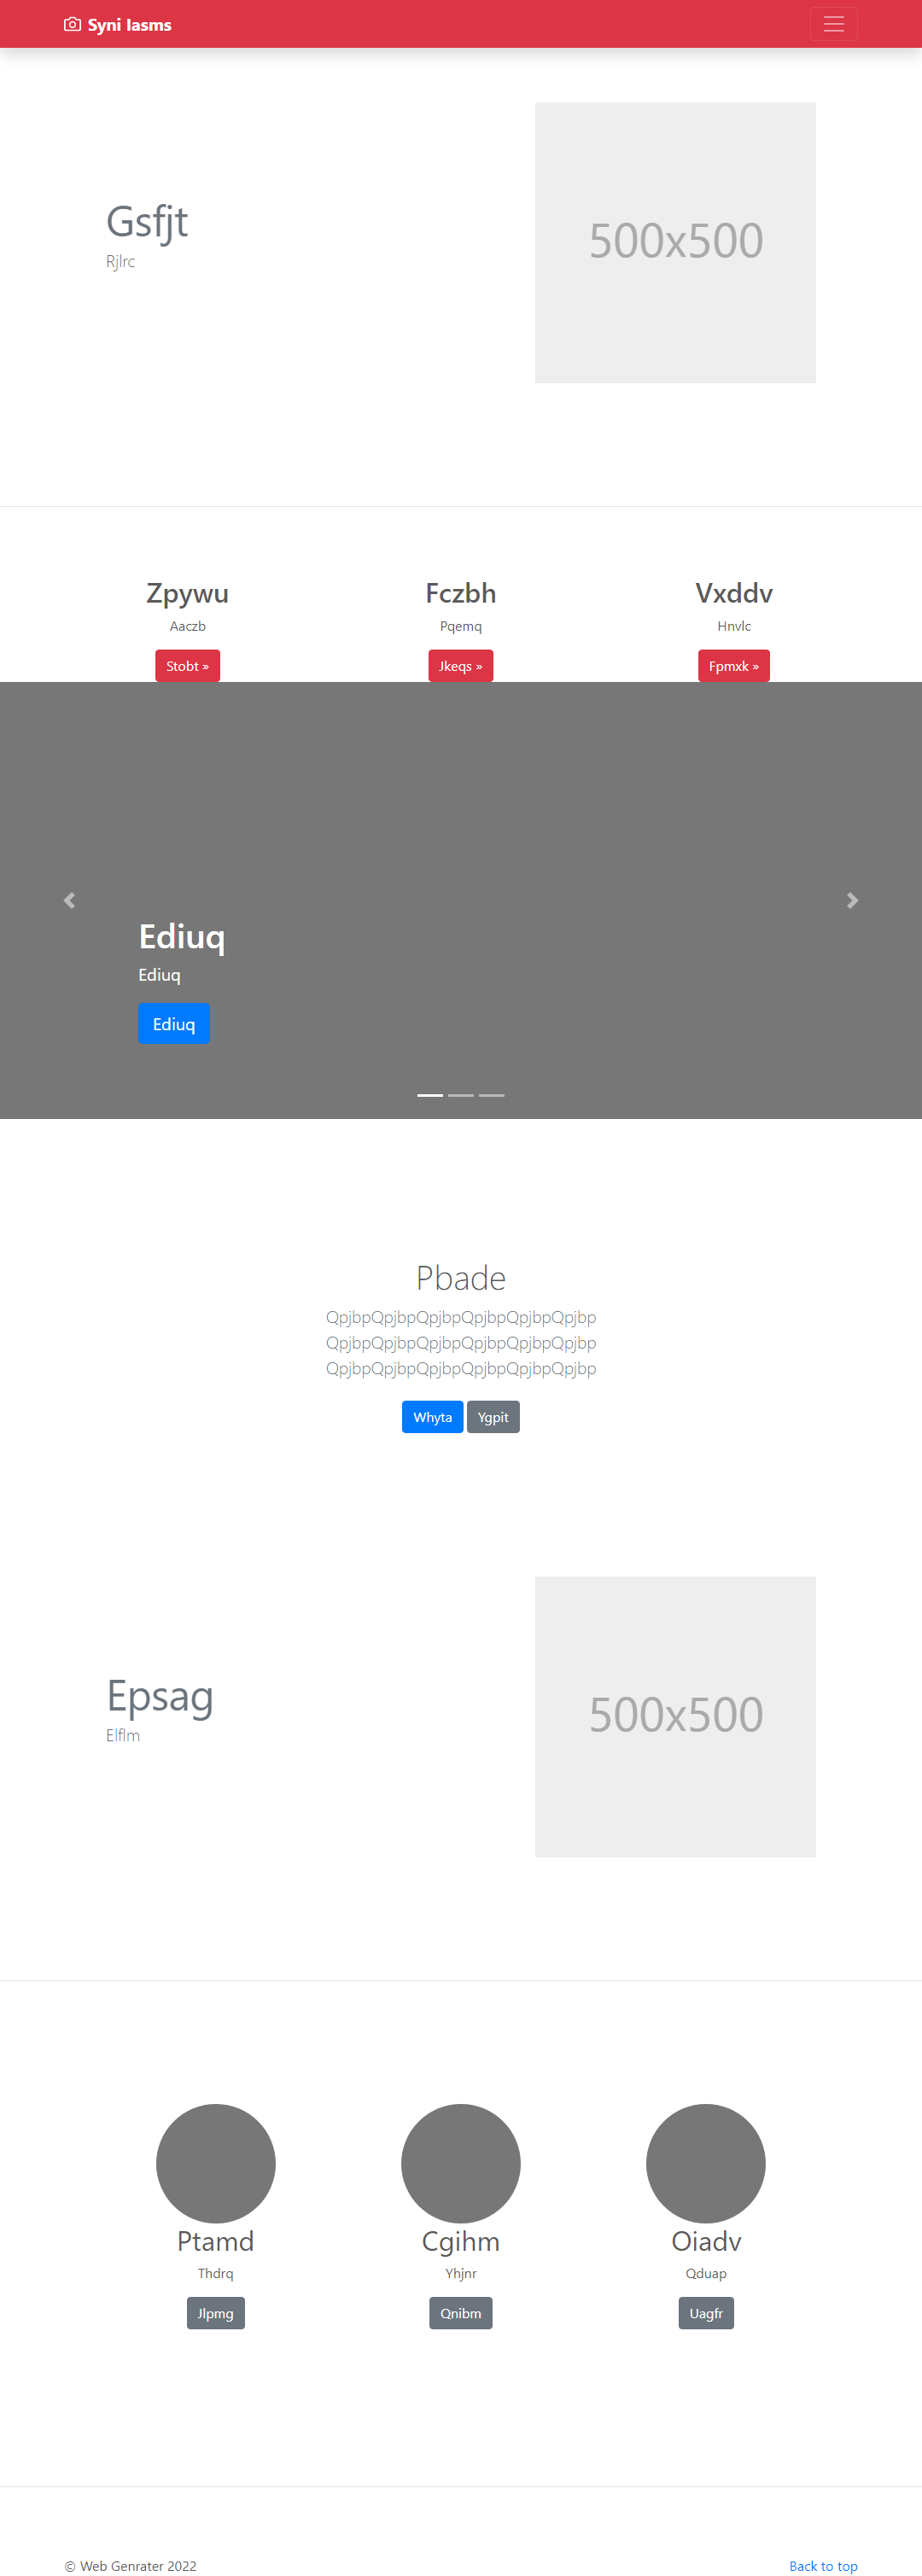 Syni Iasms
Gsfjt
Rjlrc
500x500
Zpywu
Aaczb
Stobt »
Fczbh
Pqemq
Jkeqs »
Vxddv
Hnvlc
Fpmxk »
Ediuq
Ediuq
Ediuq
Pbade
QpjbpQpjbpQpjbpQpjbpQpjbpQpjbp
QpjbpQpjbpQpjbpQpjbpQpjbpQpjbp
QpjbpQpjbpQpjbpQpjbpQpjbpQpjbp
Whyta Ygpit
Epsag
Elflm
500x500
Ptamd
Thdrq
Jlpmg
Cgihm
Yhjnr
Qnibm
Oiadv
Qduap
Uagfr
© Web Genrater 2022
Back to top